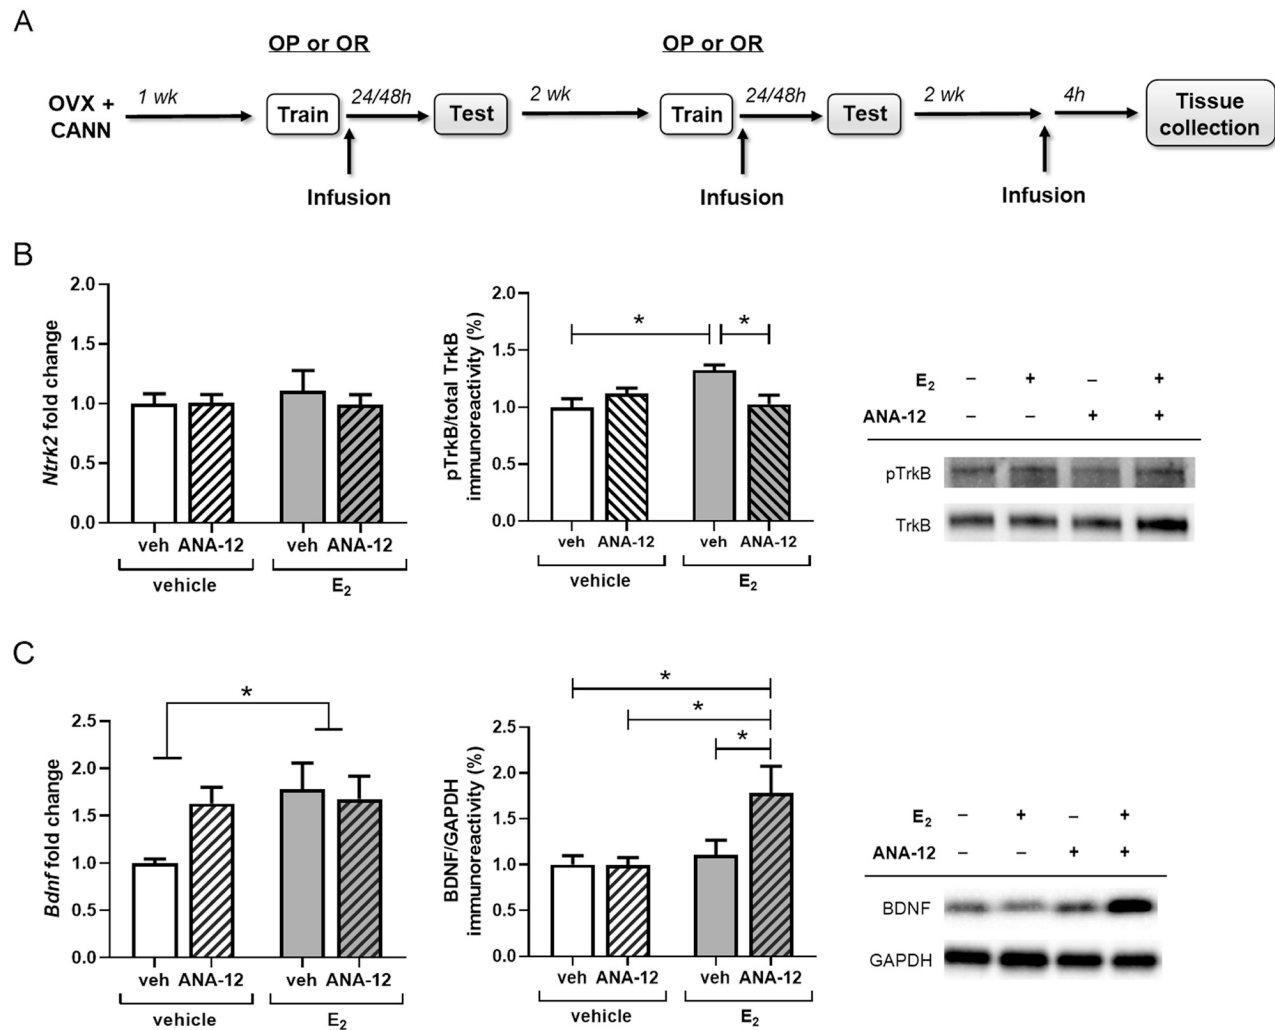 A
OP or OR
OP or OR
OVX +
CANN
1 wk
Train
24/48h
Test
2 wk
Train
24/48h
Test
2 wk
4h
Tissue
collection
Infusion
Infusion
Infusion
B
Ntrk2 fold change
2.0
1.5
1.0
0.5
0.0
veh ANA-12
veh ANA-12
vehicle
E2
pTrkB/total TrkB
immunoreactivity (%)
2.0
1.5
1.0
0.5
0.0
*
*
veh ANA-12
veh ANA-12
vehicle
E2
E2 – + – +
ANA-12 – – + +
pTrkB
TrkB
C
Bdnf fold change
2.5
2.0
1.5
1.0
0.5
0.0
*
veh ANA-12
veh ANA-12
vehicle
E2
BDNF/GAPDH
immunoreactivity (%)
2.5
2.0
1.5
1.0
0.5
0.0
*
*
*
veh ANA-12
veh ANA-12
vehicle
E2
E2 – + – +
ANA-12 – – + +
BDNF
GAPDH